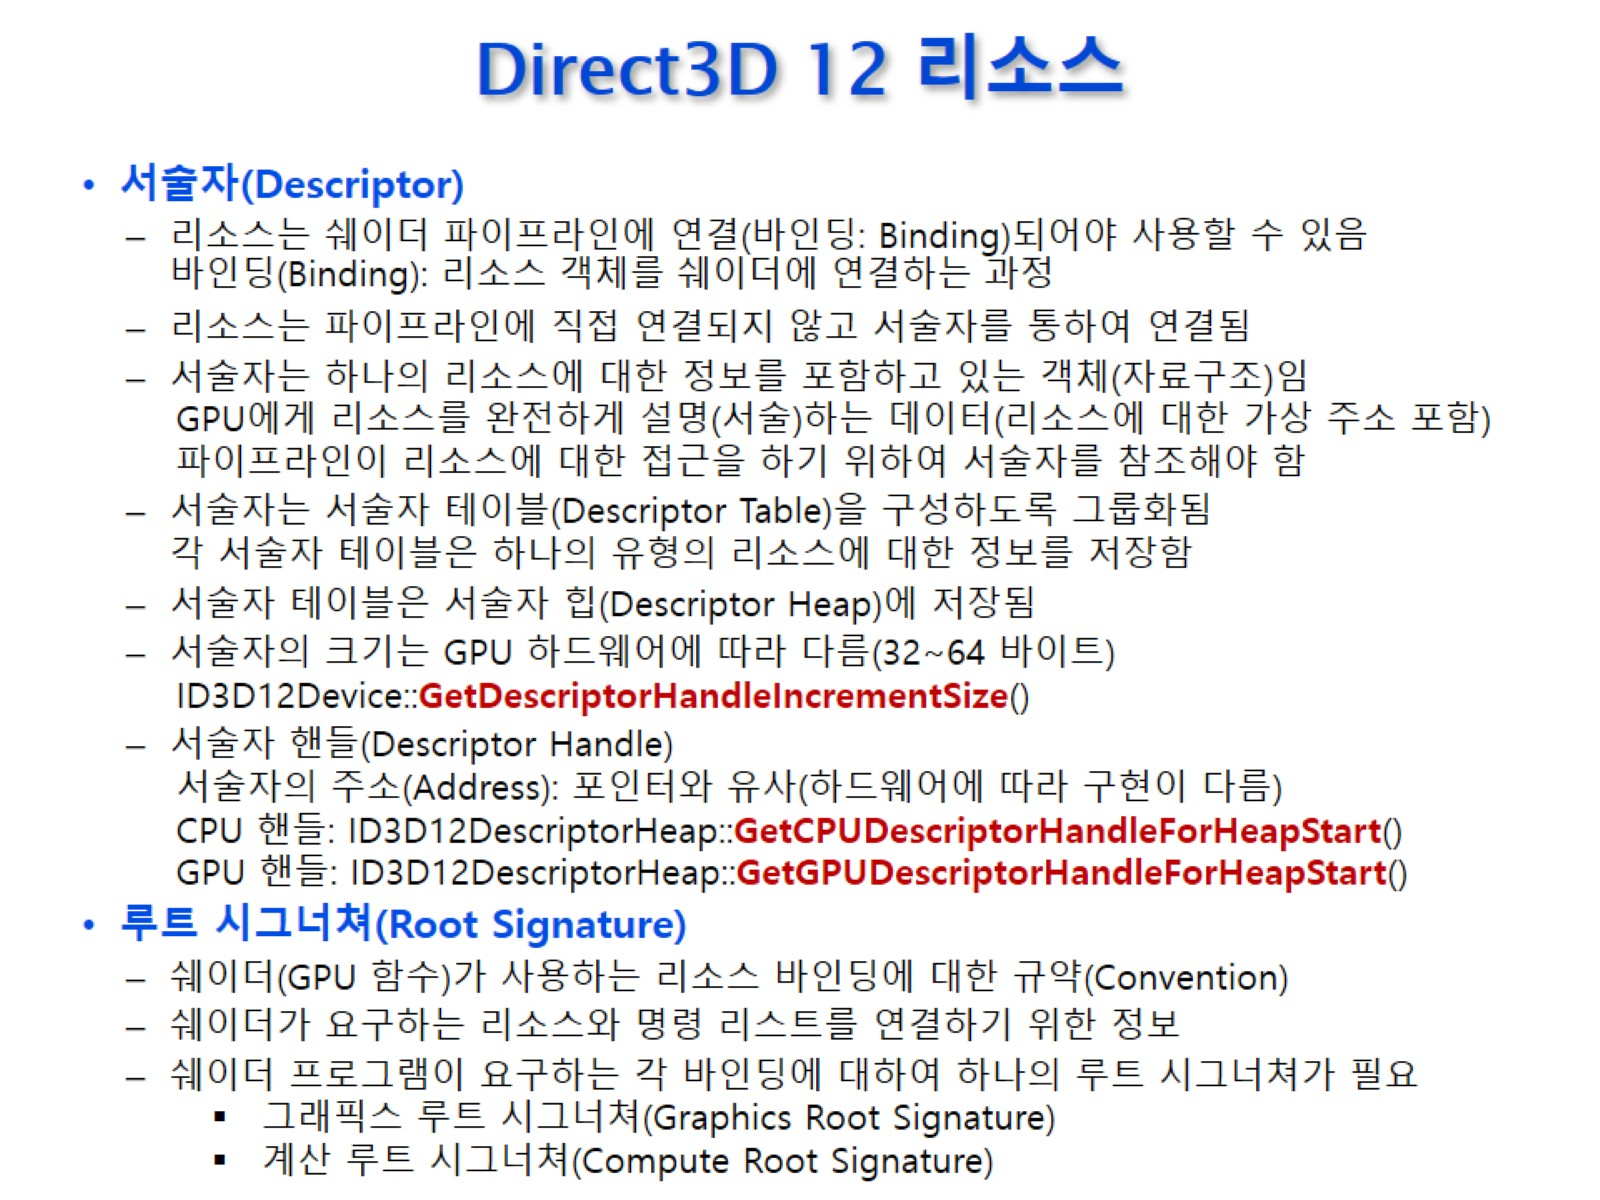 Direct3D 12 리소스
• 서술자(Descriptor)
– 리소스는 쉐이더 파이프라인에 연결(바인딩: Binding)되어야 사용할 수 있음
바인딩(Binding): 리소스 객체를 쉐이더에 연결하는 과정
– 리소스는 파이프라인에 직접 연결되지 않고 서술자를 통하여 연결됨
– 서술자는 하나의 리소스에 대한 정보를 포함하고 있는 객체(자료구조)임
GPU에게 리소스를 완전하게 설명(서술)하는 데이터(리소스에 대한 가상 주소 포함)
파이프라인이 리소스에 대한 접근을 하기 위하여 서술자를 참조해야 함
– 서술자는 서술자 테이블(Descriptor Table)을 구성하도록 그룹화됨
각 서술자 테이블은 하나의 유형의 리소스에 대한 정보를 저장함
– 서술자 테이블은 서술자 힙(Descriptor Heap)에 저장됨
– 서술자의 크기는 GPU 하드웨어에 따라 다름(32~64 바이트)
ID3D12Device::GetDescriptorHandleIncrementSize()
– 서술자 핸들(Descriptor Handle)
서술자의 주소(Address): 포인터와 유사(하드웨어에 따라 구현이 다름)
CPU 핸들: ID3D12DescriptorHeap::GetCPUDescriptorHandleForHeapStart()
GPU 핸들: ID3D12DescriptorHeap::GetGPUDescriptorHandleForHeapStart()
• 루트 시그너쳐(Root Signature)
– 쉐이더(GPU 함수)가 사용하는 리소스 바인딩에 대한 규약(Convention)
– 쉐이더가 요구하는 리소스와 명령 리스트를 연결하기 위한 정보
– 쉐이더 프로그램이 요구하는 각 바인딩에 대하여 하나의 루트 시그너쳐가 필요
▪ 그래픽스 루트 시그너쳐(Graphics Root Signature)
▪ 계산 루트 시그너쳐(Compute Root Signature)